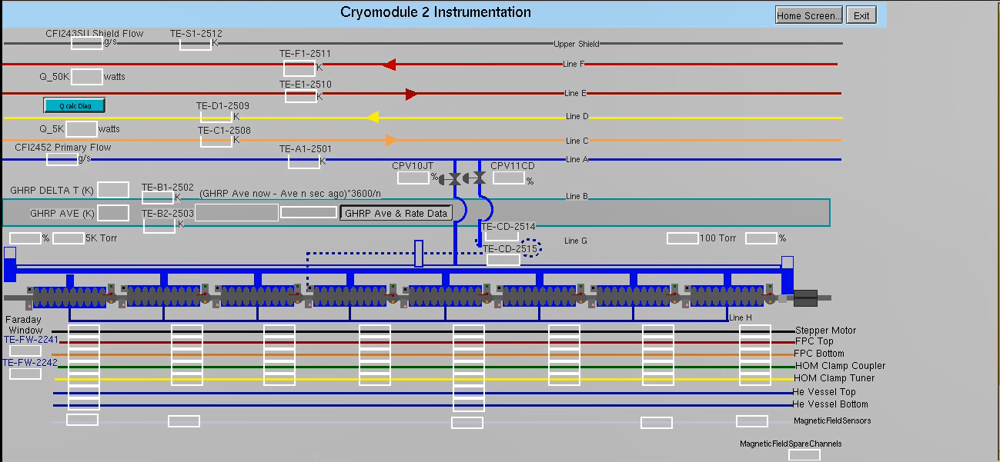 Cryomodule 2 Instrumentation
Home Screen... Exit
CFI243SU Shield Flow TE-S1-2512
g/s K Upper Shield
TE-F1-2511
K Line F
Q_50K watts
TE-E1-2510
K Line E
Q calc Diag TE-D1-2509
K Line D
Q_5K watts TE-C1-2508
K Line C
CFI2452 Primary Flow TE-A1-2501
g/s K Line A
CPV10JT CPV11CD
% %
GHRP DELTA T (K) TE-B1-2502 (GHRP Ave now - Ave n sec ago)*3600/n Line B
K
GHRP AVE (K) TE-B2-2503 GHRP Ave & Rate Data
K TE-CD-2514
% 5K Torr Line G 100 Torr %
TE-CD-2515
Faraday Line H
Window Stepper Motor
TE-FW-2241 FPC Top
FPC Bottom
TE-FW-2242 HOM Clamp Coupler
HOM Clamp Tuner
He Vessel Top
He Vessel Bottom
MagneticFieldSensors
MagneticFieldSpareChannels